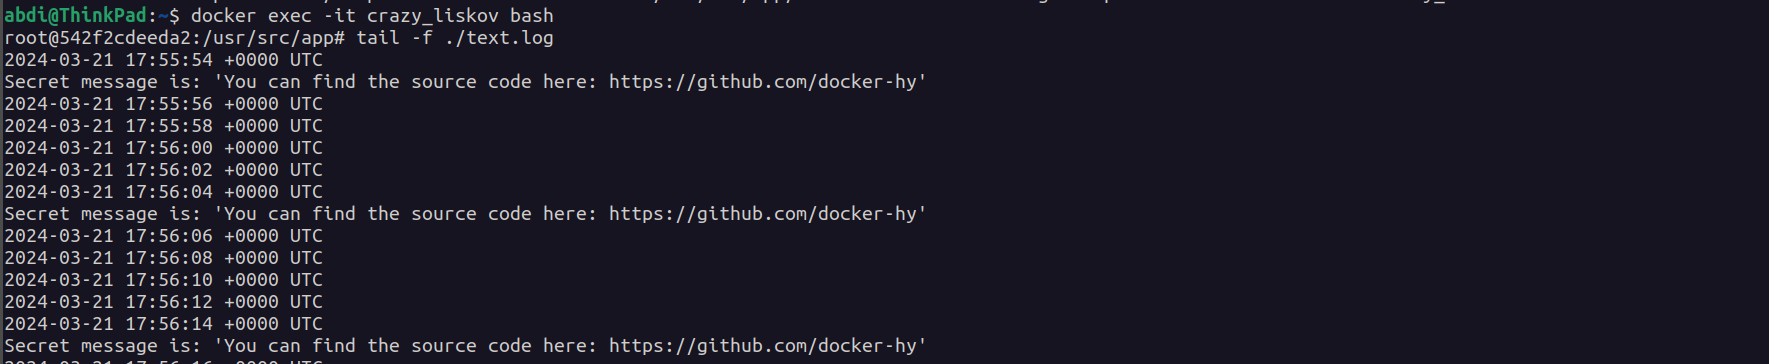 abdi@ThinkPad:~$ docker exec -it crazy_liskov bash
root@542f2cdeeda2:/usr/src/app# tail -f ./text.log
2024-03-21 17:55:54 +0000 UTC
Secret message is: 'You can find the source code here: https://github.com/docker-hy'
2024-03-21 17:55:56 +0000 UTC
2024-03-21 17:55:58 +0000 UTC
2024-03-21 17:56:00 +0000 UTC
2024-03-21 17:56:02 +0000 UTC
2024-03-21 17:56:04 +0000 UTC
Secret message is: 'You can find the source code here: https://github.com/docker-hy'
2024-03-21 17:56:06 +0000 UTC
2024-03-21 17:56:08 +0000 UTC
2024-03-21 17:56:10 +0000 UTC
2024-03-21 17:56:12 +0000 UTC
2024-03-21 17:56:14 +0000 UTC
Secret message is: 'You can find the source code here: https://github.com/docker-hy'